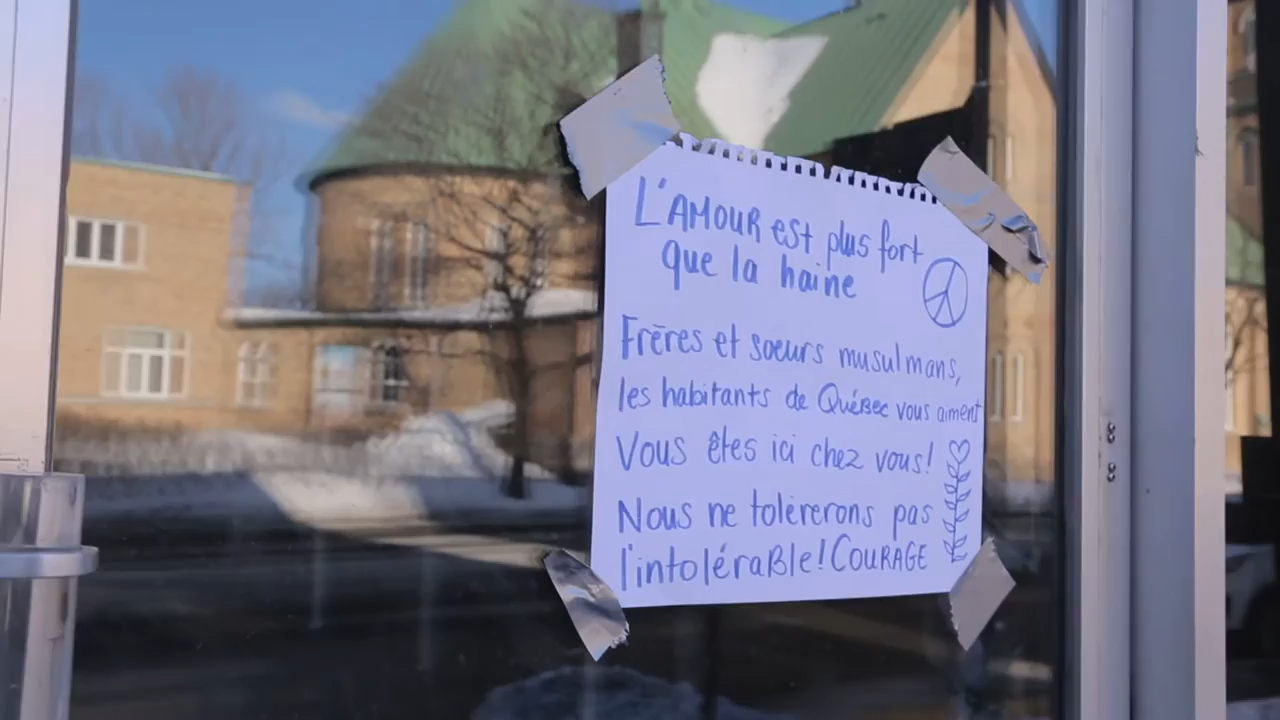 L'AMOUR est plus fort
que la haine
Frères et soeurs musulmans,
les habitants de Québec vous aiment
Vous êtes ici chez vous!
Nous ne tolèrerons pas
l'intoléraBle! CoURAGE